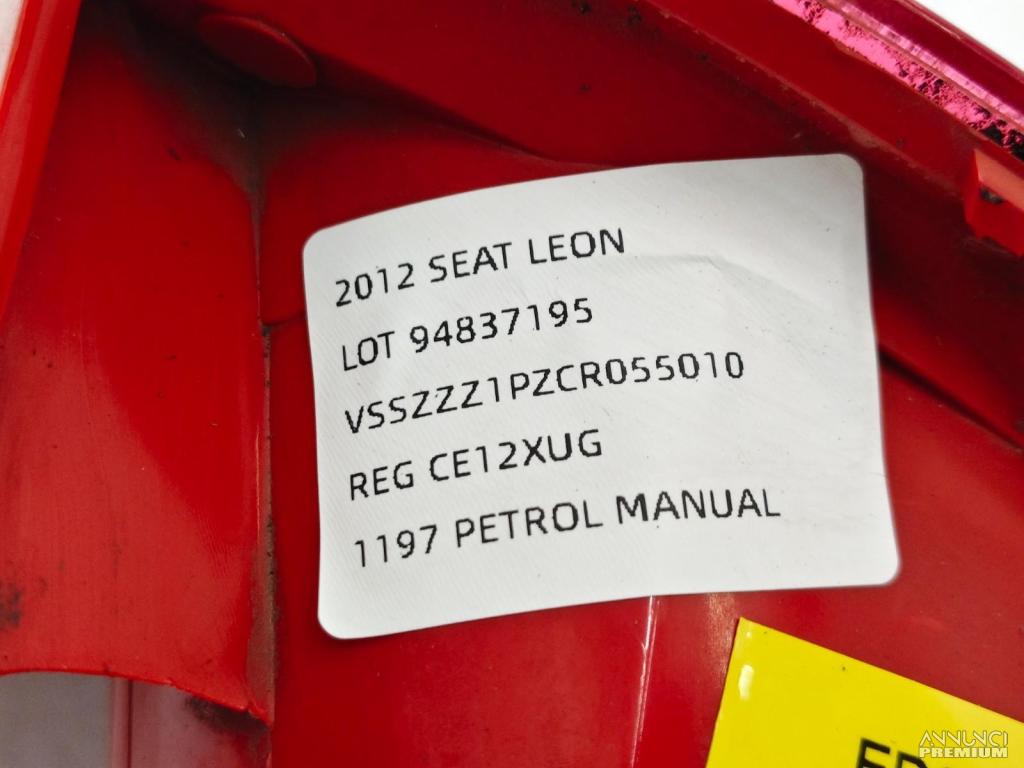 2012 SEAT LEON
LOT 94837195
VSSZZZ1PZCR055010
REG CE12XUG
1197 PETROL MANUAL
ANNUNCI
PREMIUM